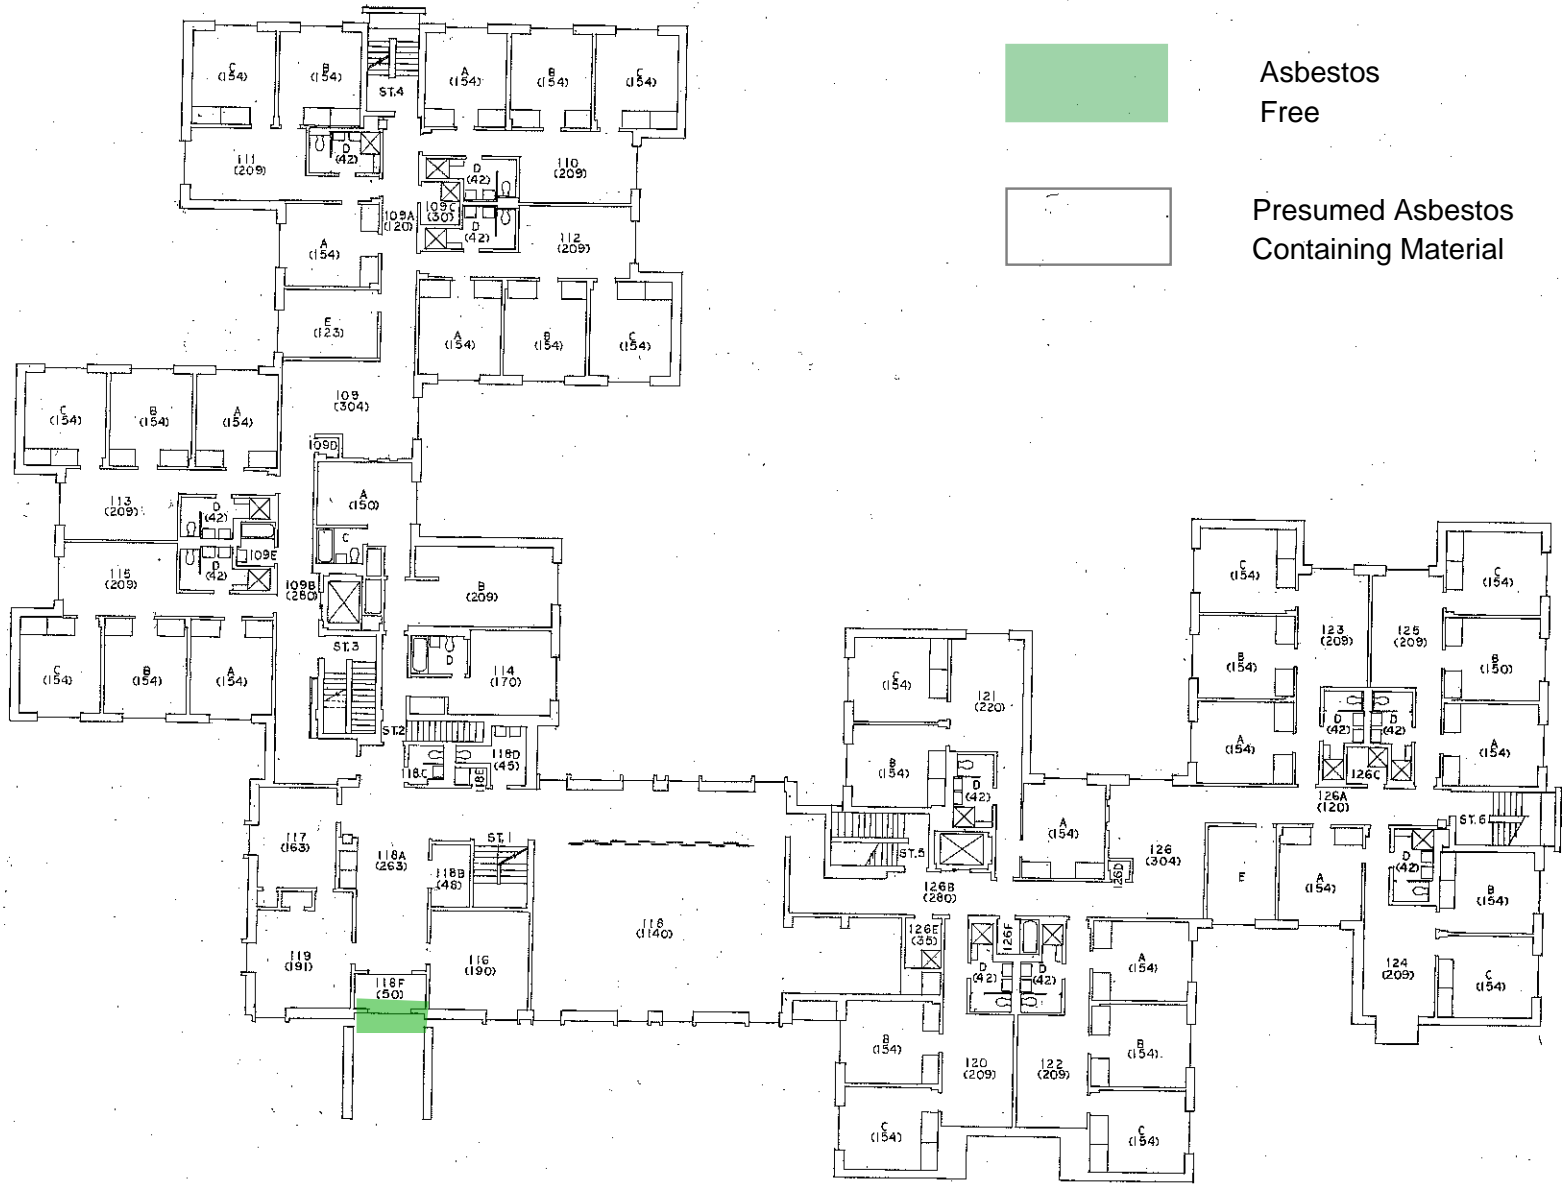 Asbestos
Free
Presumed Asbestos
Containing Material
C
(154)
B
(154)
ST.4
A
(154)
B
(154)
C
(154)
111
(209)
D
(42)
D
(42)
110
(209)
109A
(120)
109C
(30)
D
(42)
112
(209)
A
(154)
E
(123)
A
(154)
B
(154)
C
(154)
C
(154)
B
(154)
A
(154)
109
(304)
109D
A
(150)
113
(209)
D
(42)
C
109E
115
(209)
D
(42)
109B
(280)
B
(209)
ST.3
D
114
(170)
C
(154)
B
(154)
A
(154)
ST.2
118C
118E
118D
(45)
117
(163)
118A
(263)
118B
(48)
ST.1
119
(191)
116
(190)
118F
(50)
118
(1140)
C
(154)
121
(220)
B
(154)
D
(42)
ST.5
A
(154)
126D
126
(304)
126B
(280)
126E
(35)
126F
D
(42)
D
(42)
A
(154)
B
(154)
120
(209)
122
(209)
B
(154)
C
(154)
C
(154)
C
(154)
C
(154)
123
(209)
125
(209)
B
(154)
B
(150)
D
(42)
D
(42)
A
(154)
A
(154)
126C
126A
(120)
ST.6
E
A
(154)
D
(42)
B
(154)
124
(209)
C
(154)